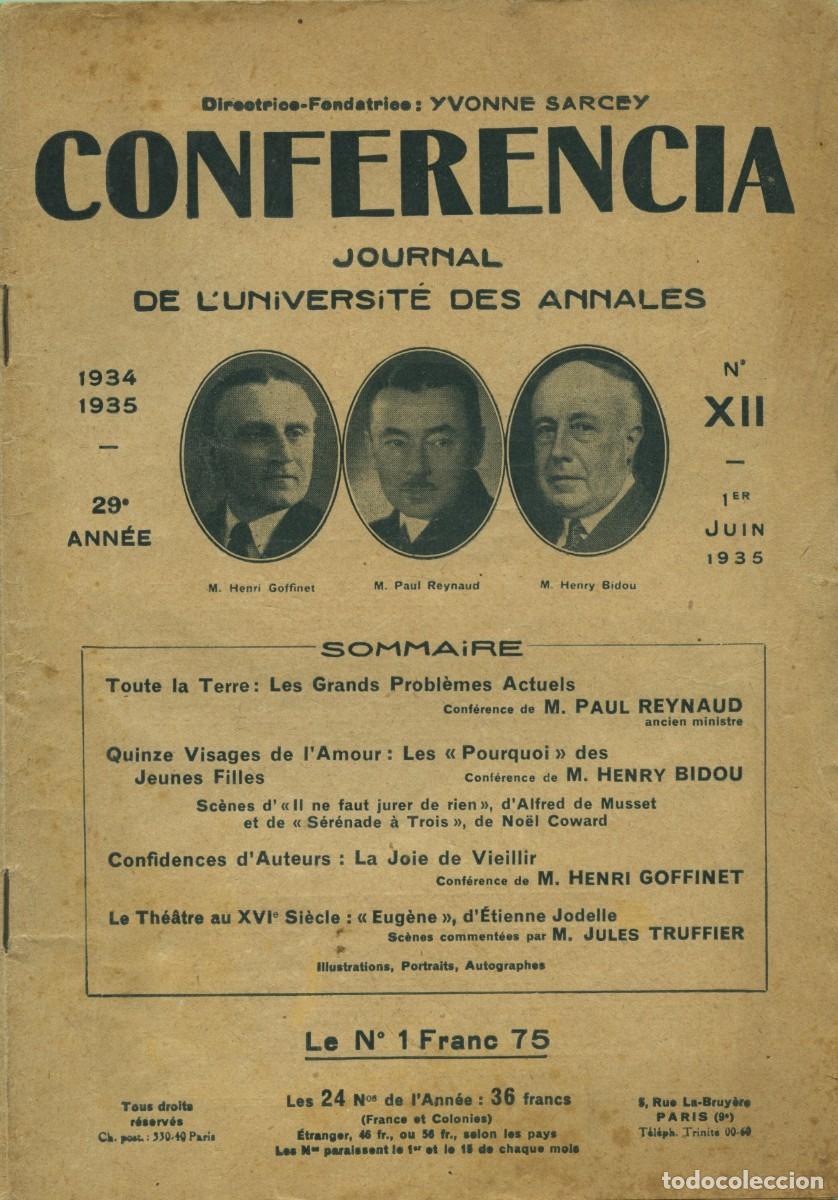 Directrice-Fondatrice : YVONNE SARCEY
CONFERENCIA
JOURNAL
DE L'UNIVERSITÉ DES ANNALES
1934
1935
—
29e
ANNÉE
N°
XII
—
1ER
JUIN
1935
M. Henri Goffinet
M. Paul Reynaud
M. Henry Bidou
SOMMAIRE
Toute la Terre : Les Grands Problèmes Actuels
Conférence de M. PAUL REYNAUD
ancien ministre
Quinze Visages de l'Amour : Les « Pourquoi » des
Jeunes Filles Conférence de M. HENRY BIDOU
Scènes d' « Il ne faut jurer de rien », d'Alfred de Musset
et de « Sérénade à Trois », de Noël Coward
Confidences d'Auteurs : La Joie de Vieillir
Conférence de M. HENRI GOFFINET
Le Théâtre au XVIe Siècle : « Eugène », d'Étienne Jodelle
Scènes commentées par M. JULES TRUFFIER
Illustrations, Portraits, Autographes
Le N° 1 Franc 75
Tous droits
réservés
Ch. post. : 330-40 Paris
Les 24 Nos de l'Année : 36 francs
(France et Colonies)
Étranger, 46 fr., ou 56 fr., selon les pays
Les Nos paraissent le 1er et le 15 de chaque mois
5, Rue La-Bruyère
PARIS (9e)
Téléph. Trinité 00-60
todocoleccion